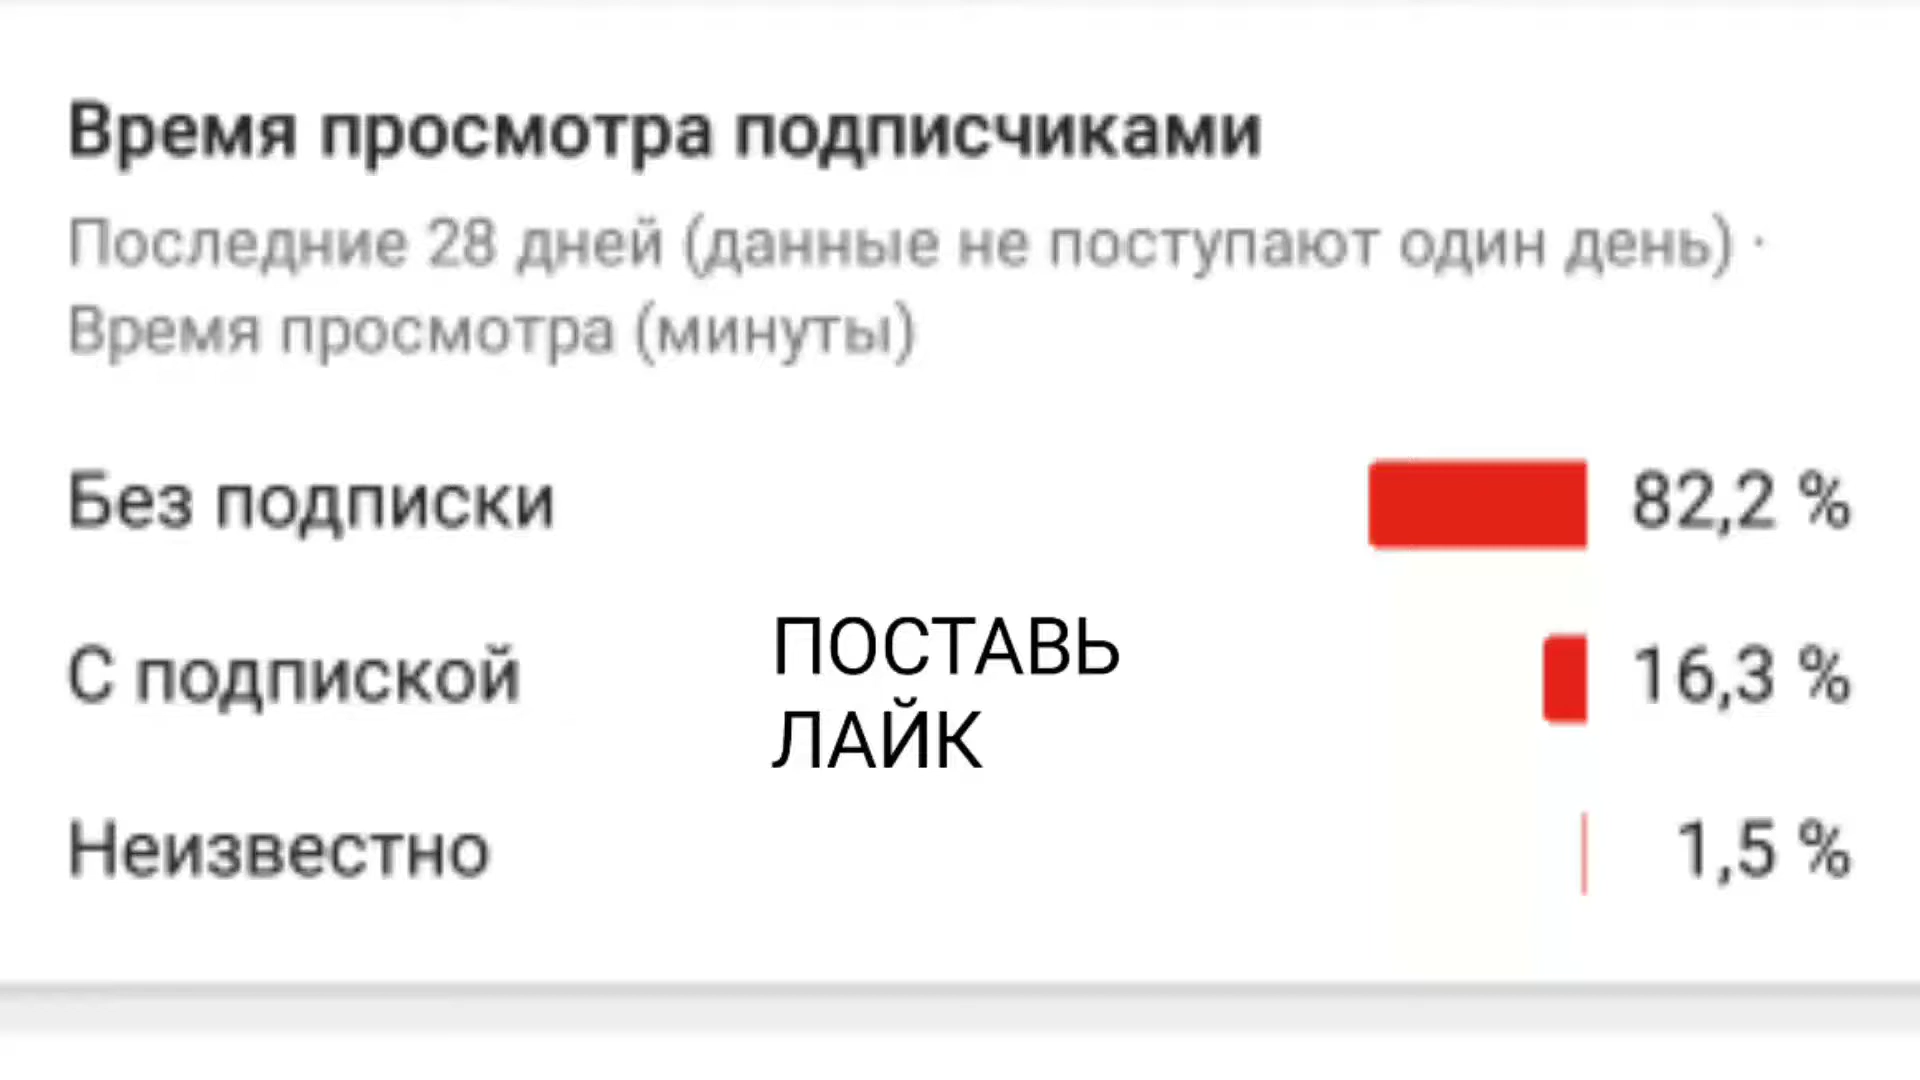 Время просмотра подписчиками
Последние 28 дней (данные не поступают один день) ·
Время просмотра (минуты)
Без подписки 82,2 %
ПОСТАВЬ
С подпиской 16,3 %
ЛАЙК
Неизвестно 1,5 %